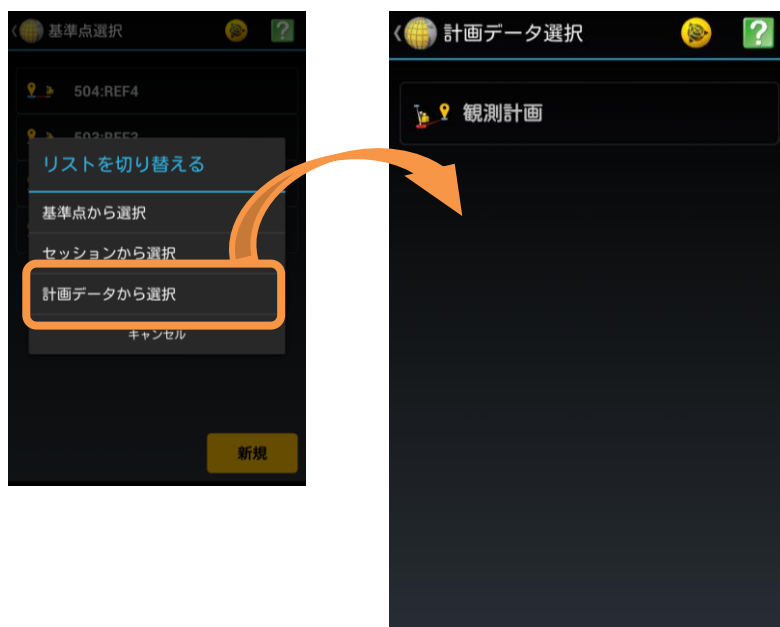 基準点選択
504:REF4
リストを切り替える
基準点から選択
セッションから選択
計画データから選択
キャンセル
新規
計画データ選択
観測計画